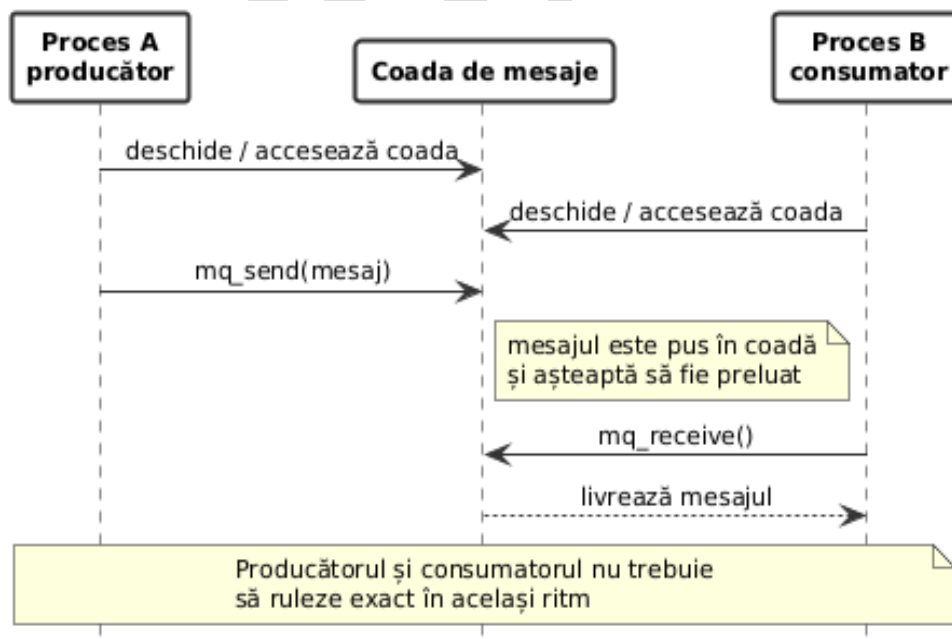 Proces A
producător
Coada de mesaje
Proces B
consumator
deschide / accesează coada
deschide / accesează coada
mq_send(mesaj)
mesajul este pus în coadă
și așteaptă să fie preluat
mq_receive()
livrează mesajul
Producătorul și consumatorul nu trebuie
să ruleze exact în același ritm